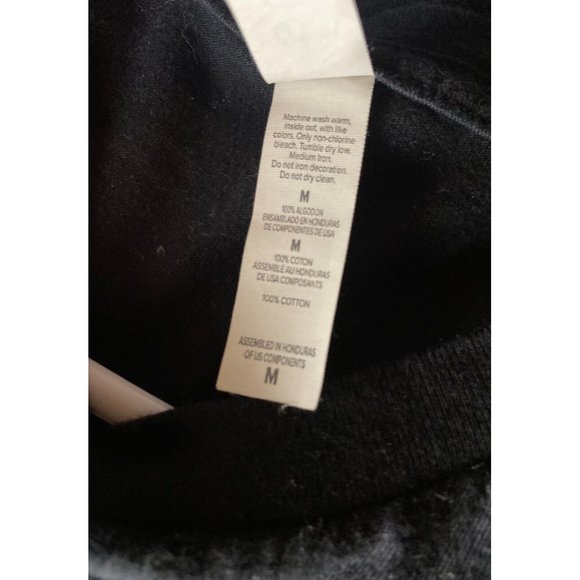 Machine wash warm,
inside out, with like
colors. Only non-chlorine
bleach. Tumble dry low.
Medium Iron.
Do not iron decoration.
Do not dry clean.
M
100% ALGODÓN
ENSAMBLADO EN HONDURAS
DE COMPONENTES DE USA
M
100% COTON
ASSEMBLÉ AU HONDURAS
DE USA COMPOSANTS
100% COTTON
ASSEMBLED IN HONDURAS
OF US COMPONENTS
M